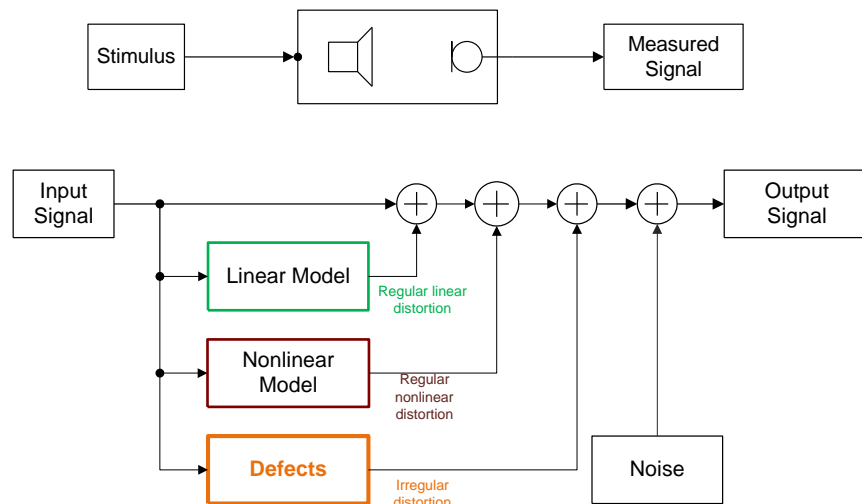 Stimulus
Measured
Signal
Input
Signal
Output
Signal
Linear Model
Regular linear
distortion
Nonlinear
Model
Regular
nonlinear
distortion
Defects
Irregular
distortion
Noise